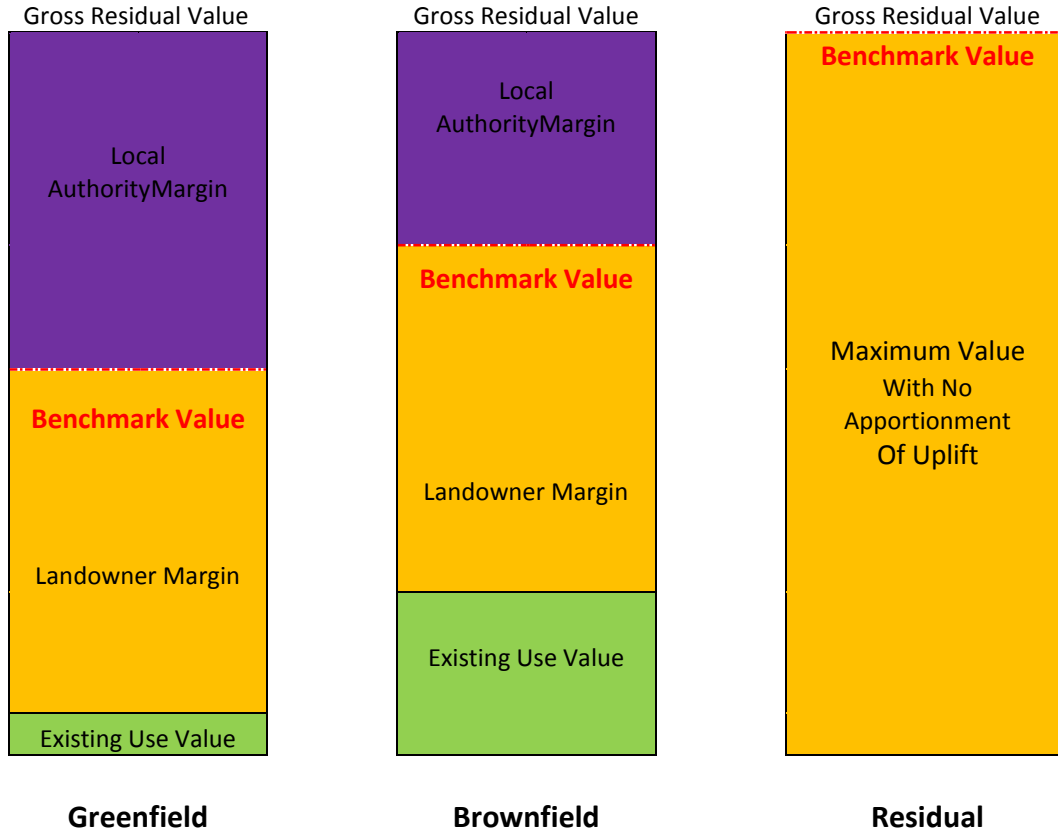 Gross Residual Value
Local
AuthorityMargin
Benchmark Value
Landowner Margin
Existing Use Value
Greenfield
Gross Residual Value
Local
AuthorityMargin
Benchmark Value
Landowner Margin
Existing Use Value
Brownfield
Gross Residual Value
Benchmark Value
Maximum Value
With No
Apportionment
Of Uplift
Residual